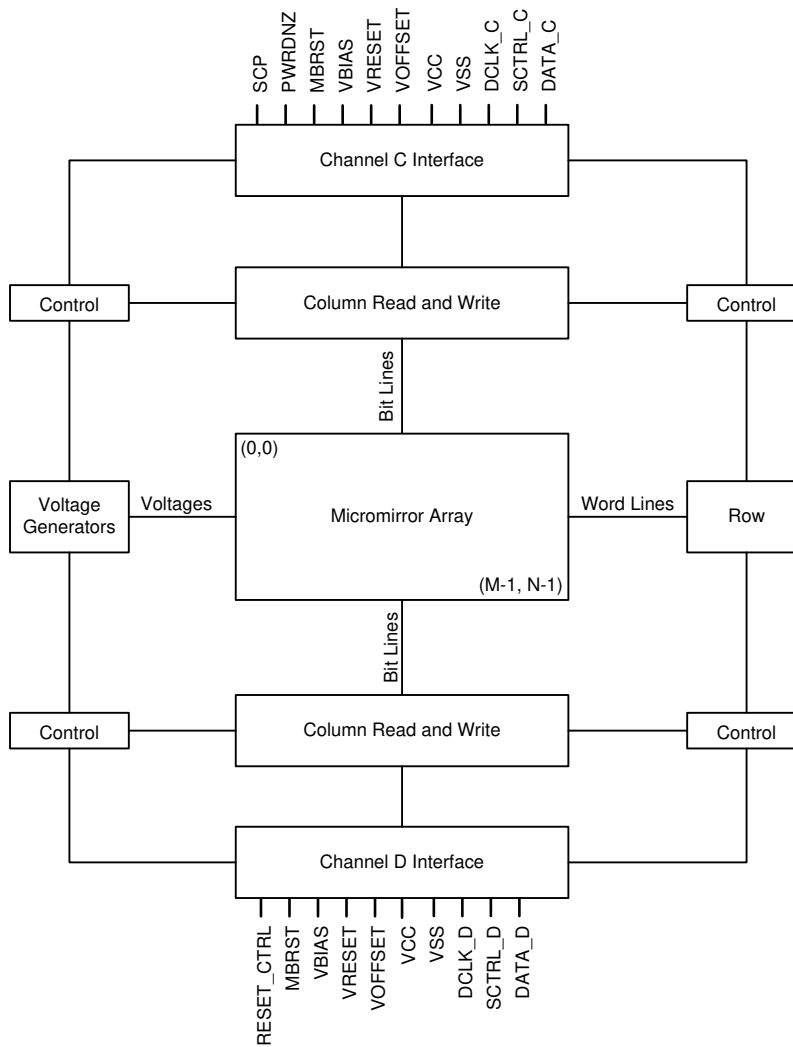 SCP
PWRDNZ
MBRST
VBIAS
VRESET
VOFFSET
VCC
VSS
DCLK_C
SCTRL_C
DATA_C
Channel C Interface
Control
Column Read and Write
Control
Bit Lines
(0,0)
Voltage
Generators
Voltages
Micromirror Array
Word Lines
Row
(M-1, N-1)
Bit Lines
Control
Column Read and Write
Control
Channel D Interface
RESET_CTRL
MBRST
VBIAS
VRESET
VOFFSET
VCC
VSS
DCLK_D
SCTRL_D
DATA_D